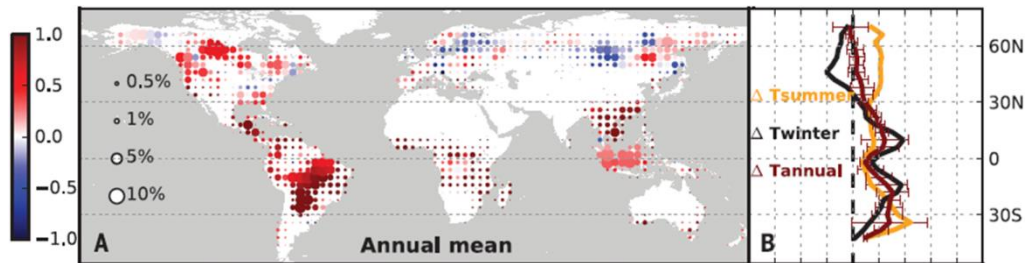 1.0
0.5
0.0
−0.5
−1.0
0.5%
1%
5%
10%
A
Annual mean
△ Tsummer
△ Twinter
△ Tannual
B
60N
30N
0
30S